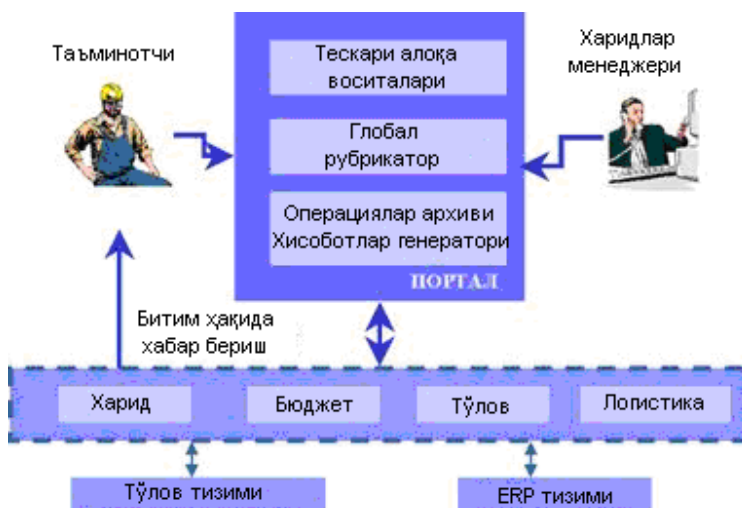 Таъминотчи
Тескари алоқа
воситалари
Харидлар
менеджери
Глобал
рубрикатор
Операциялар архиви
Хисоботлар генератори
ПОРТАЛ
Битим ҳақида
хабар бериш
Харид
Бюджет
Тўлов
Логистика
Тўлов тизими
ERP тизими